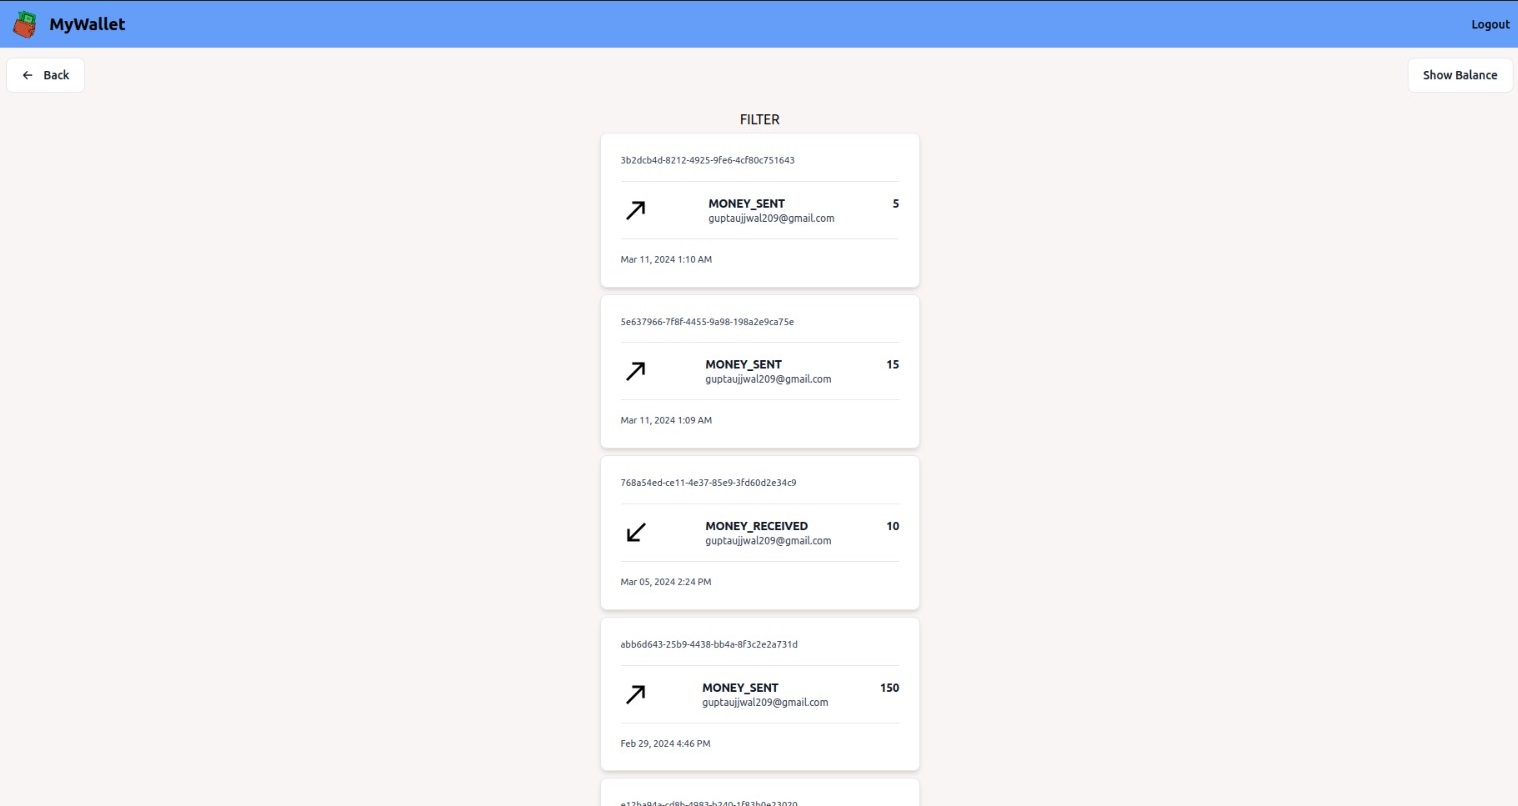 MyWallet
Logout
Back
Show Balance
FILTER
3b2dcb4d-8212-4925-9fe6-4cf80c751643
MONEY_SENT 5
guptaujjwal209@gmail.com
Mar 11, 2024 1:10 AM
5e637966-7f8f-4455-9a98-198a2e9ca75e
MONEY_SENT 15
guptaujjwal209@gmail.com
Mar 11, 2024 1:09 AM
768a54ed-ce11-4e37-85e9-3fd60d2e34c9
MONEY_RECEIVED 10
guptaujjwal209@gmail.com
Mar 05, 2024 2:24 PM
abb6d643-25b9-4438-bb4a-8f3c2e2a731d
MONEY_SENT 150
guptaujjwal209@gmail.com
Feb 29, 2024 4:46 PM